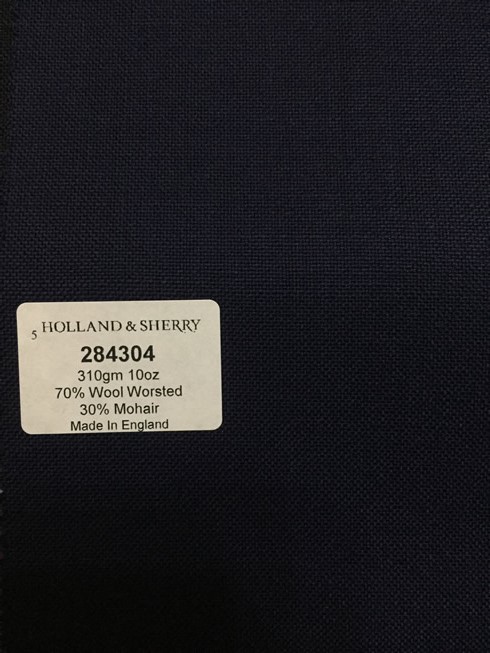 5 HOLLAND & SHERRY
284304
310gm 10oz
70% Wool Worsted
30% Mohair
Made In England